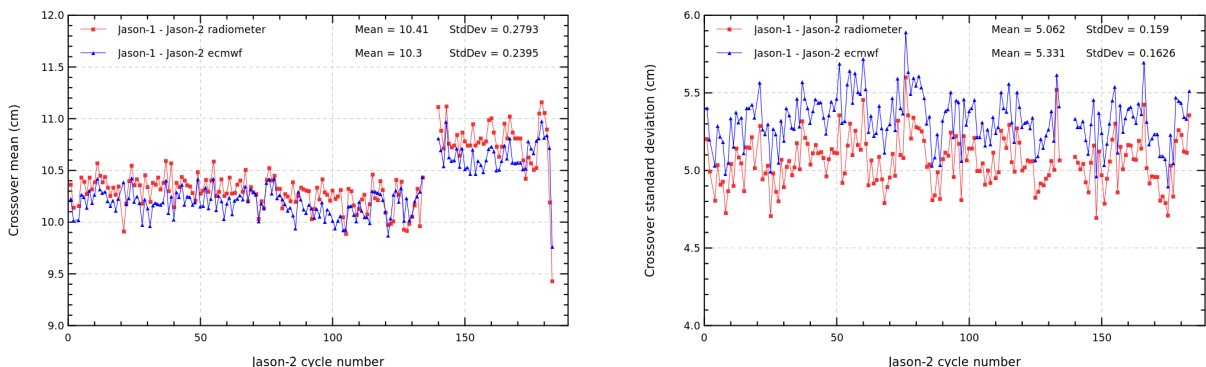 12.0
11.5
11.0
10.5
10.0
9.5
9.0
Crossover mean (cm)
Jason-1 - Jason-2 radiometer Mean = 10.41 StdDev = 0.2793
Jason-1 - Jason-2 ecmwf Mean = 10.3 StdDev = 0.2395
0 50 100 150
Jason-2 cycle number
6.0
5.5
5.0
4.5
4.0
Crossover standard deviation (cm)
Jason-1 - Jason-2 radiometer Mean = 5.062 StdDev = 0.159
Jason-1 - Jason-2 ecmwf Mean = 5.331 StdDev = 0.1626
0 50 100 150
Jason-2 cycle number